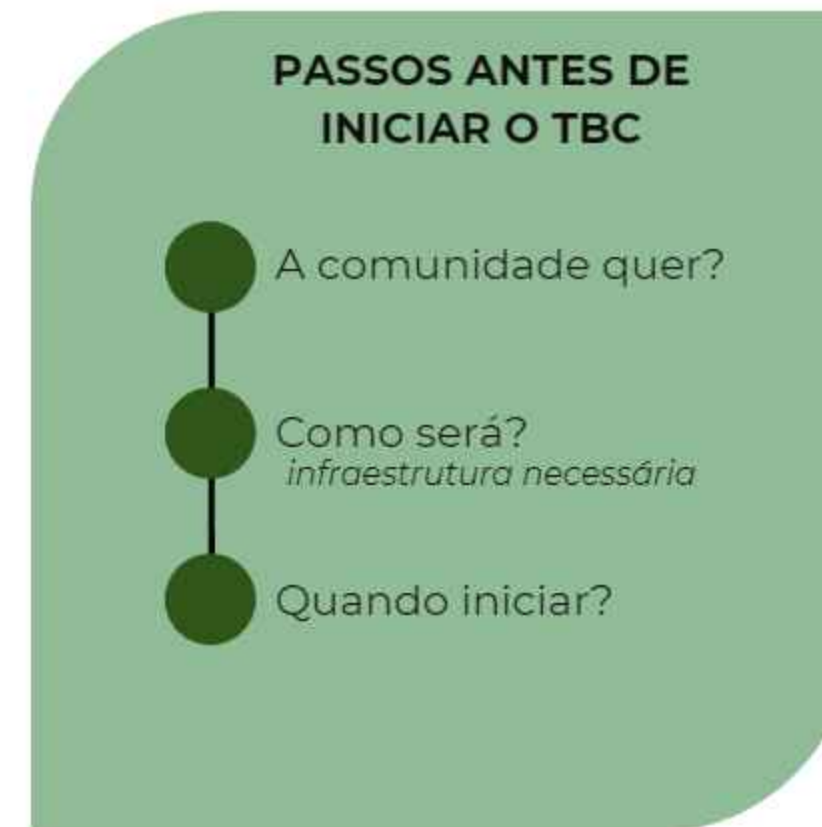 PASSOS ANTES DE
INICIAR O TBC
A comunidade quer?
Como será?
infraestrutura necessária
Quando iniciar?